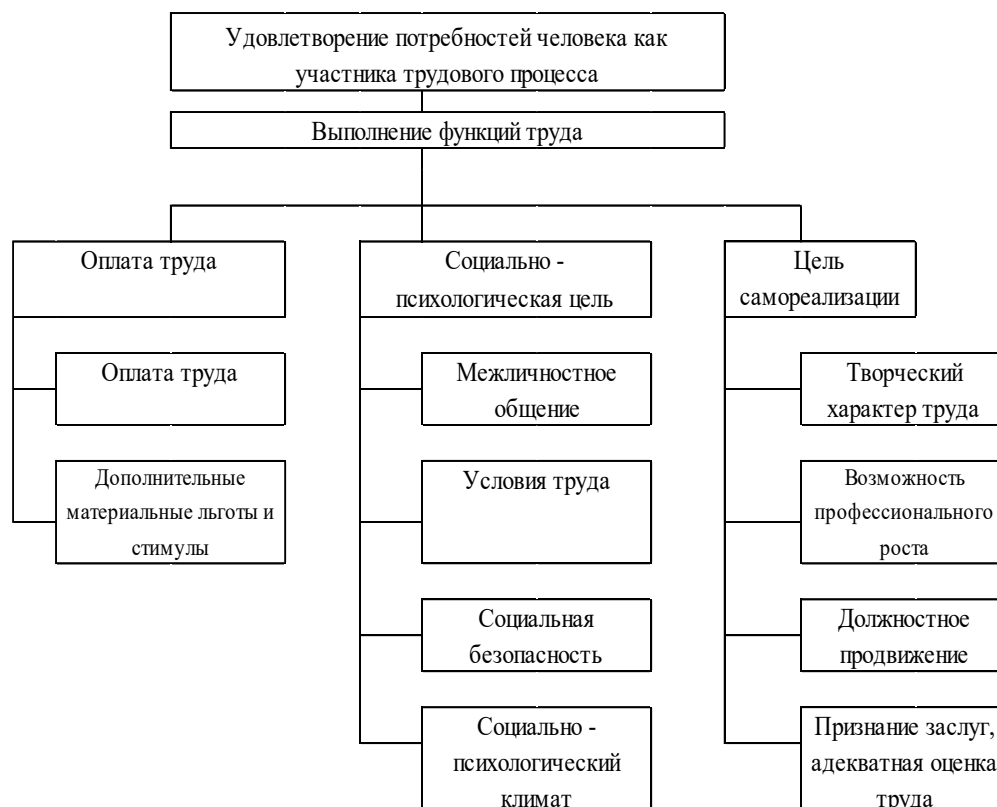 Удовлетворение потребностей человека как
участника трудового процесса
Выполнение функций труда
Оплата труда
Социально -
психологическая цель
Цель
самореализации
Оплата труда
Дополнительные
материальные льготы и
стимулы
Межличностное
общение
Условия труда
Социальная
безопасность
Социально -
психологический
климат
Творческий
характер труда
Возможность
профессионального
роста
Должностное
продвижение
Признание заслуг,
адекватная оценка
труда